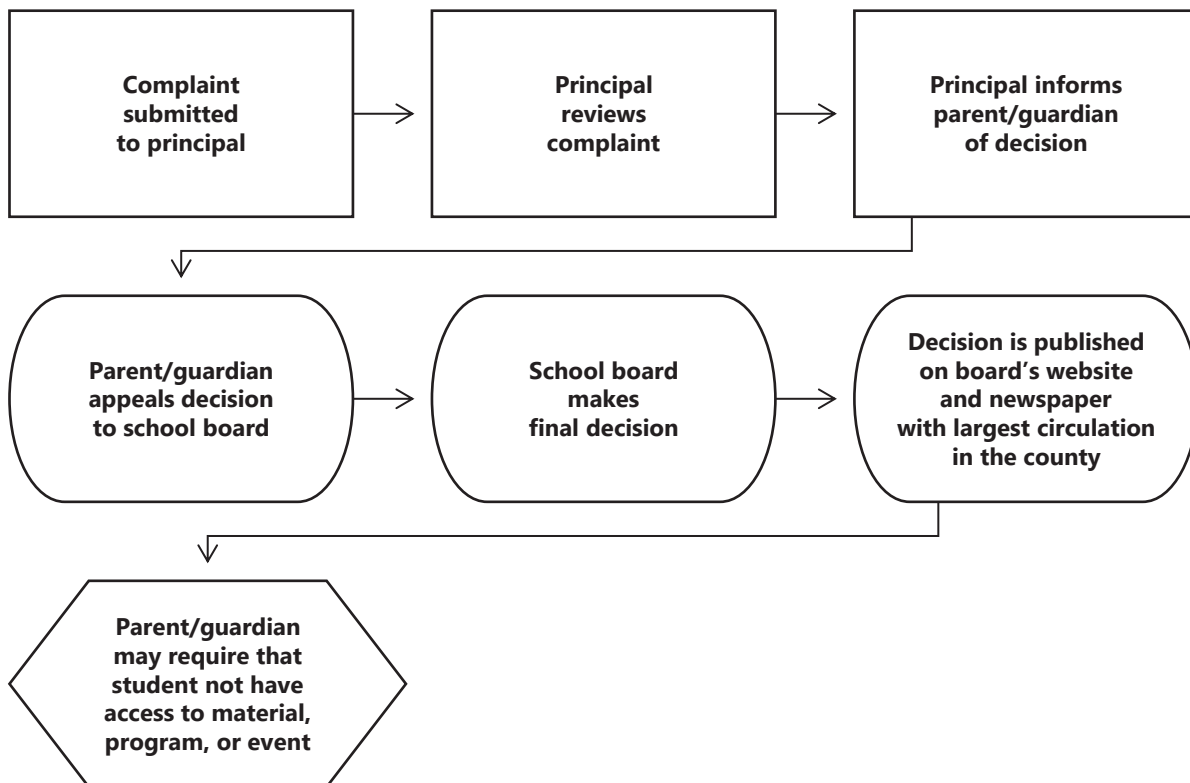 Complaint
submitted
to principal
Principal
reviews
complaint
Principal informs
parent/guardian
of decision
Parent/guardian
appeals decision
to school board
School board
makes
final decision
Decision is published
on board’s website
and newspaper
with largest circulation
in the county
Parent/guardian
may require that
student not have
access to material,
program, or event